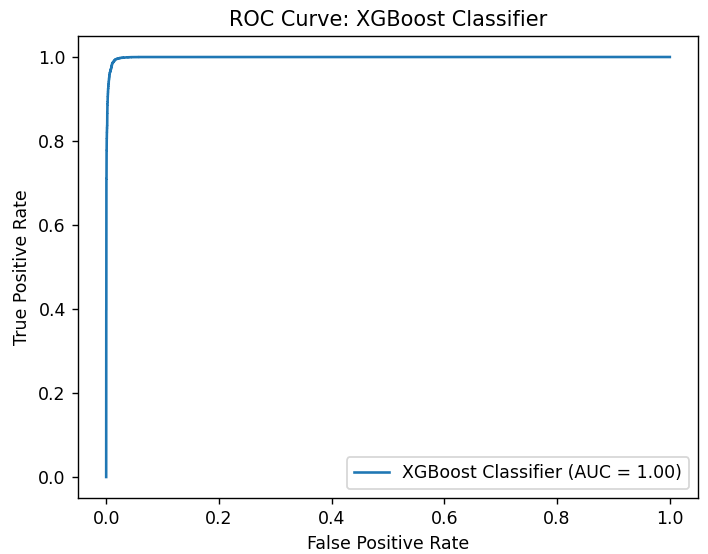 ROC Curve: XGBoost Classifier
1.0
0.8
0.6
0.4
0.2
0.0
True Positive Rate
XGBoost Classifier (AUC = 1.00)
0.0 0.2 0.4 0.6 0.8 1.0
False Positive Rate